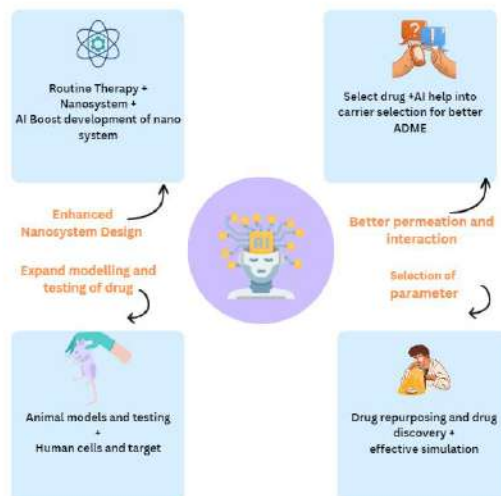 Routine Therapy +
Nanosystem +
AI Boost development of nano
system
?
!
Select drug +AI help into
carrier selection for better
ADME
Enhanced
Nanosystem Design
Better permeation and
interaction
AI
Expand modelling and
testing of drug
Selection of
parameter
Animal models and testing
+
Human cells and target
Drug repurposing and drug
discovery +
effective simulation